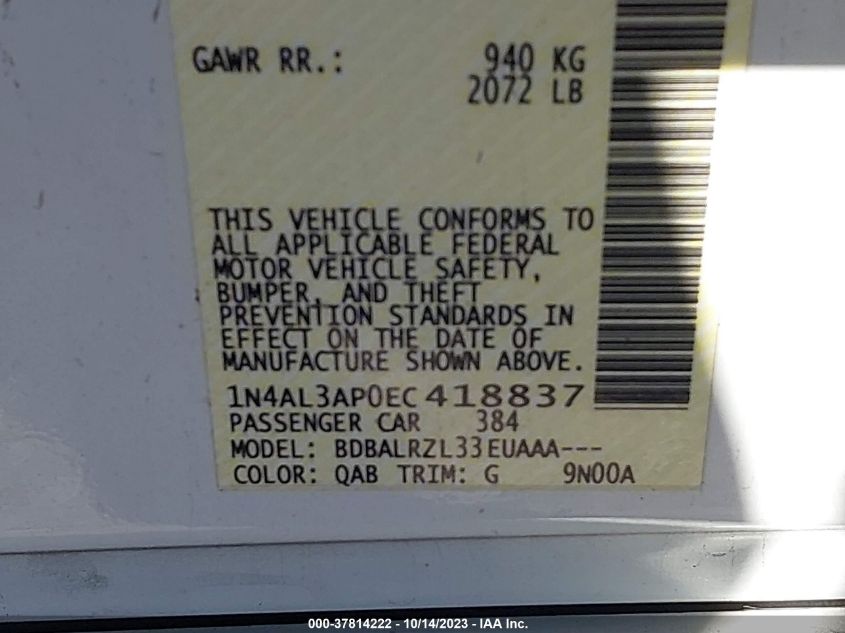 GAWR RR.: 940 KG
2072 LB
THIS VEHICLE CONFORMS TO
ALL APPLICABLE FEDERAL
MOTOR VEHICLE SAFETY,
BUMPER, AND THEFT
PREVENTION STANDARDS IN
EFFECT ON THE DATE OF
MANUFACTURE SHOWN ABOVE.
1N4AL3AP0EC418837
PASSENGER CAR 384
MODEL: BDBALRZL33EUAAA---
COLOR: QAB TRIM: G 9N00A
000-37814222 - 10/14/2023 - IAA Inc.